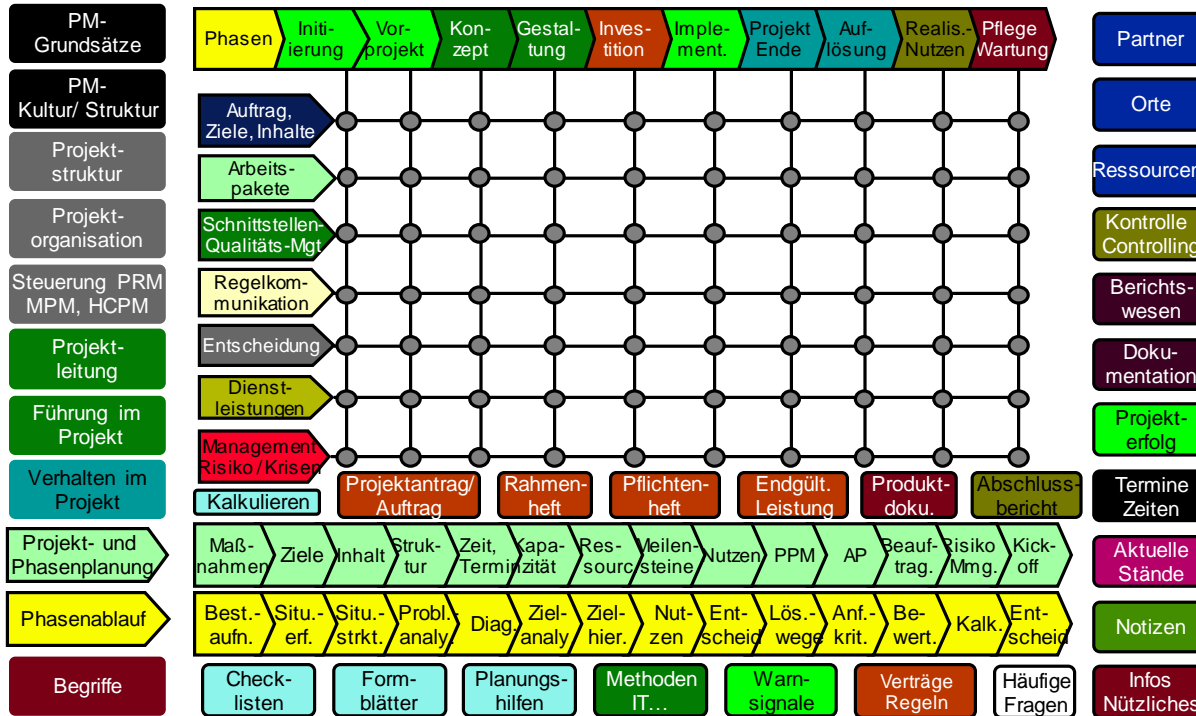 PM-
Grundsätze
PM-
Kultur/ Struktur
Projekt-
struktur
Projekt-
organisation
Steuerung PRM
MPM, HCPM
Projekt-
leitung
Führung im
Projekt
Verhalten im
Projekt
Projekt- und
Phasenplanung
Phasenablauf
Begriffe
Phasen
Initi-
ierung
Vor-
projekt
Kon-
zept
Gestal-
tung
Inves-
tition
Imple-
ment.
Projekt
Ende
Auf-
lösung
Realis.-
Nutzen
Pflege
Wartung
Auftrag,
Ziele, Inhalte
Arbeits-
pakete
Schnittstellen-
Qualitäts-Mgt
Regelkom-
munikation
Entscheidung
Dienst-
leistungen
Management
Risiko / Krisen
Kalkulieren
Projektantrag/
Auftrag
Rahmen-
heft
Pflichten-
heft
Endgült.
Leistung
Produkt-
doku.
Abschluss-
bericht
Maß-
nahmen
Ziele
Inhalt
Struk-
tur
Zeit,
Termin
Kapa-
zität
Res-
sourc.
Meilen-
steine
Nutzen
PPM
AP
Beauf-
trag.
Risiko
Mmg.
Kick-
off
Best.-
aufn.
Situ.-
erf.
Situ.-
strkt.
Probl.-
analy.
Diag.
Ziel-
analy
Ziel-
hier.
Nut-
zen
Ent-
scheid
Lös.-
wege
Anf.-
krit.
Be-
wert.
Kalk.
Ent-
scheid
Check-
listen
Form-
blätter
Planungs-
hilfen
Methoden
IT...
Warn-
signale
Verträge
Regeln
Häufige
Fragen
Partner
Orte
Ressourcen
Kontrolle
Controlling
Berichts-
wesen
Doku-
mentation
Projekt-
erfolg
Termine
Zeiten
Aktuelle
Stände
Notizen
Infos
Nützliches